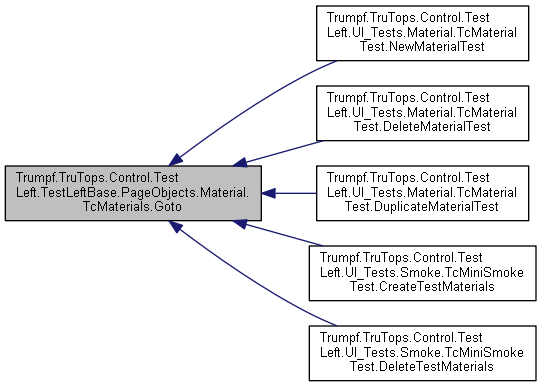 Trumpf.TruTops.Control.Test
Left.UI_Tests.Material.TcMaterial
Test.NewMaterialTest
Trumpf.TruTops.Control.Test
Left.UI_Tests.Material.TcMaterial
Test.DeleteMaterialTest
Trumpf.TruTops.Control.Test
Left.TestLeftBase.PageObjects.Material.
TcMaterials.Goto
Trumpf.TruTops.Control.Test
Left.UI_Tests.Material.TcMaterial
Test.DuplicateMaterialTest
Trumpf.TruTops.Control.Test
Left.UI_Tests.Smoke.TcMiniSmoke
Test.CreateTestMaterials
Trumpf.TruTops.Control.Test
Left.UI_Tests.Smoke.TcMiniSmoke
Test.DeleteTestMaterials